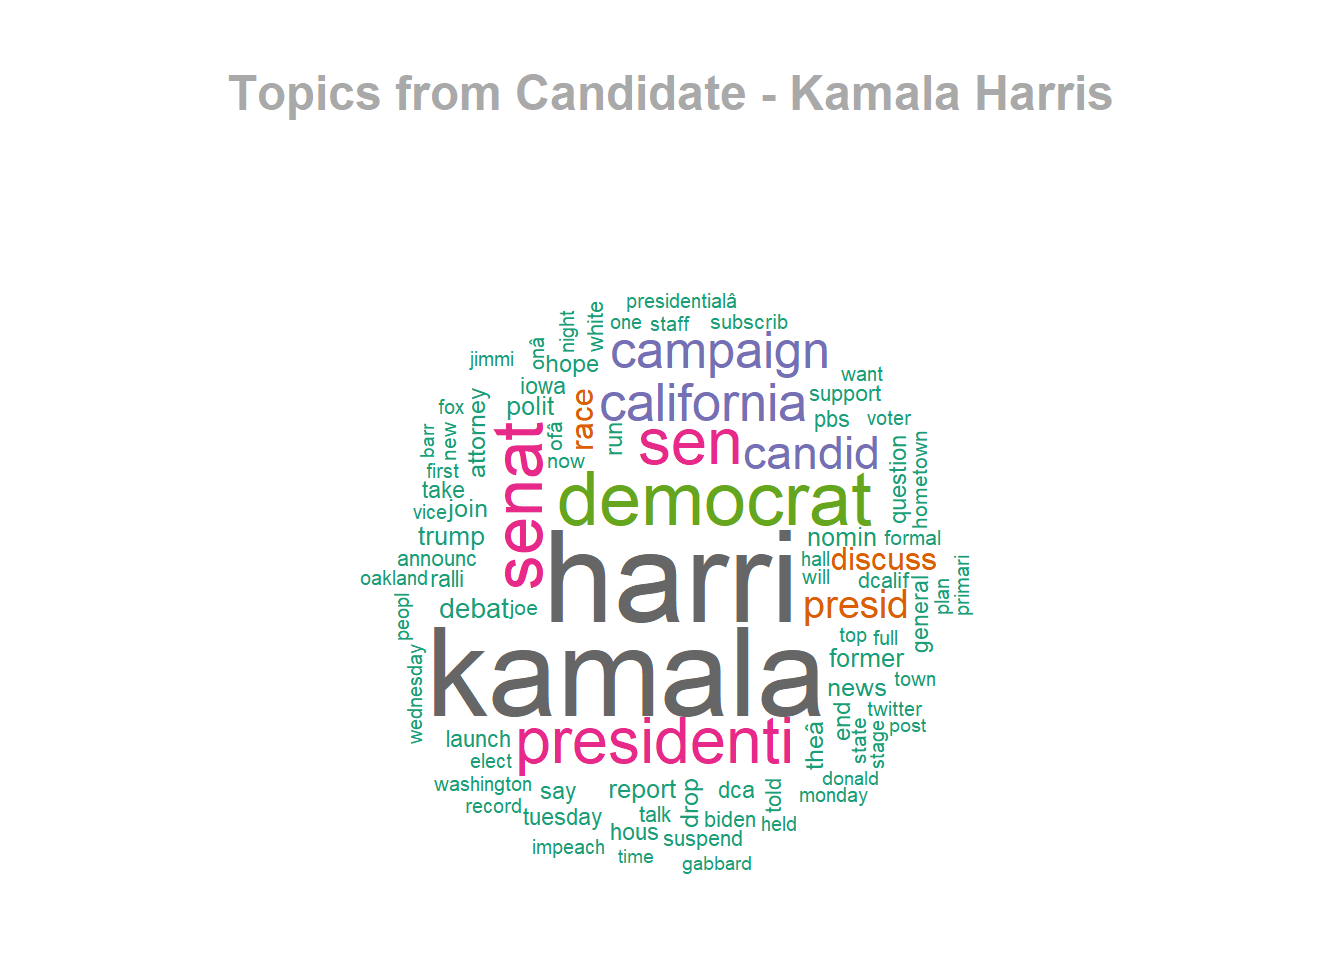 Topics from Candidate - Kamala Harris
presidentialâ
one
staff
subscrib
white
night
onâ
jimmi
hope
campaign
want
iowa
support
california
race
polit
fox
attorney
pbs
voter
new
barr
ofâ
run
sen
candid
senat
now
first
question
hometown
take
democrat
vice
join
trump
nomin
formal
harri
announc
hall
discuss
oakland
ralli
will
dcalif
general
plan
primari
debat
joe
presid
peopl
kamala
top
full
former
wednesday
news
town
twitter
end
state
stage
post
launch
presidenti
theâ
elect
donald
washington
say
report
drop
dca
told
monday
record
tuesday
talk
biden
held
hous
suspend
impeach
time
gabbard